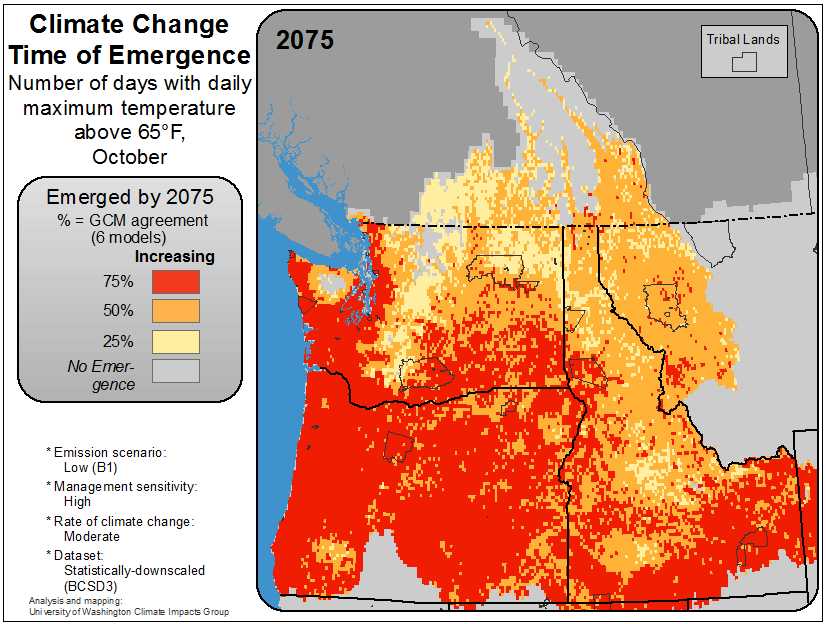 Climate Change
Time of Emergence
Number of days with daily
maximum temperature
above 65°F,
October
Emerged by 2075
% = GCM agreement
(6 models)
Increasing
75%
50%
25%
No Emer-
gence
* Emission scenario:
Low (B1)
* Management sensitivity:
High
* Rate of climate change:
Moderate
* Dataset:
Statistically-downscaled
(BCSD3)
Analysis and mapping:
University of Washington Climate Impacts Group
2075
Tribal Lands